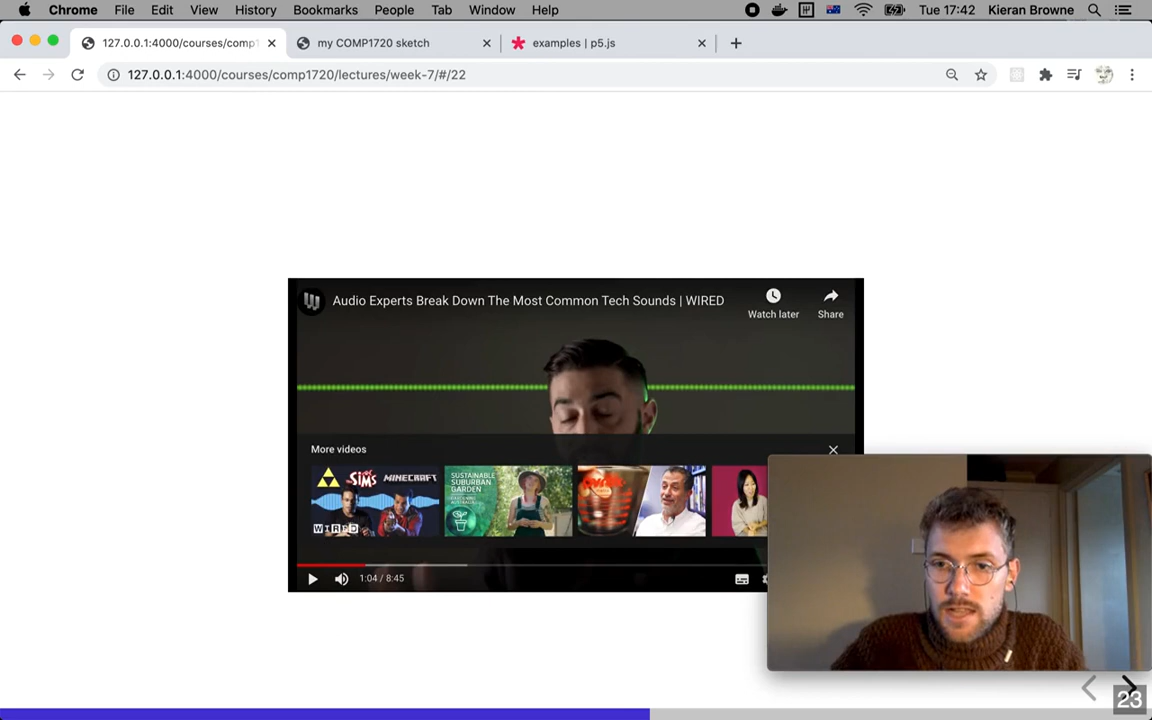 Chrome File Edit View History Bookmarks People Tab Window Help Tue 17:42 Kieran Browne
127.0.0.1:4000/courses/comp1 my COMP1720 sketch examples | p5.js
127.0.0.1:4000/courses/comp1720/lectures/week-7/#/22
Audio Experts Break Down The Most Common Tech Sounds | WIRED
Watch later Share
More videos
SIMS MINECRAFT
WIRED
SUSTAINABLE
SUBURBAN
GARDEN
1:04 / 8:45
23